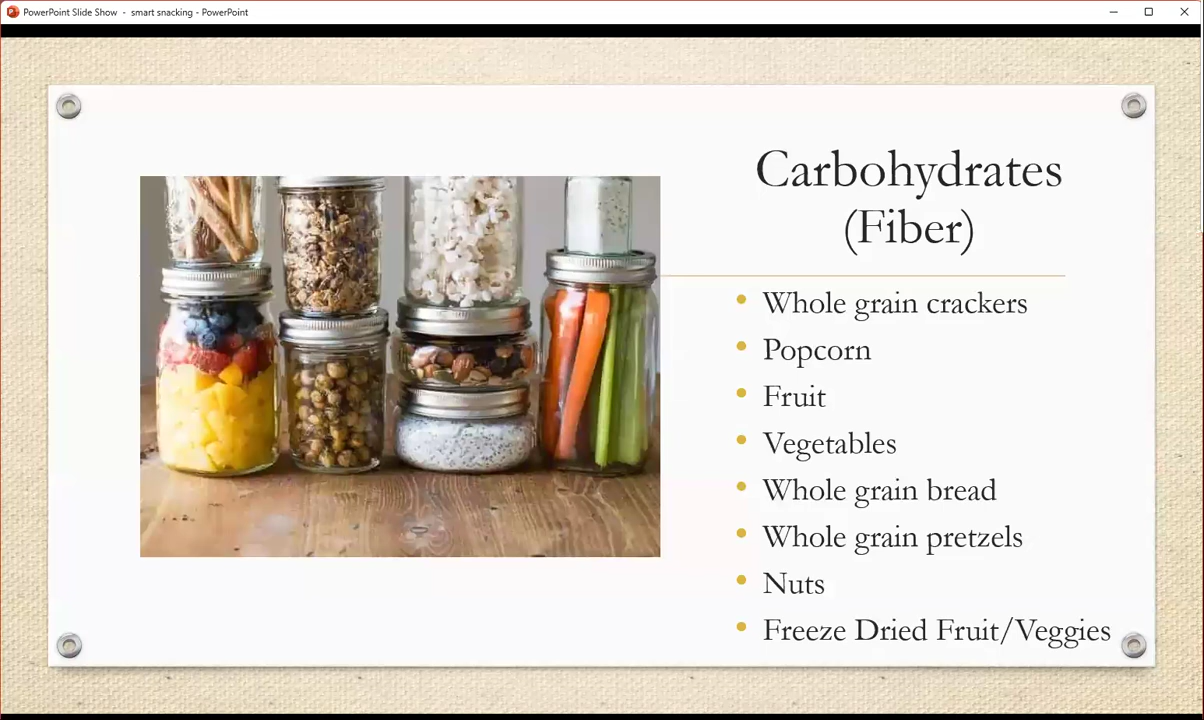 PowerPoint Slide Show - smart snacking - PowerPoint
Carbohydrates
(Fiber)
Whole grain crackers
Popcorn
Fruit
Vegetables
Whole grain bread
Whole grain pretzels
Nuts
Freeze Dried Fruit/Veggies